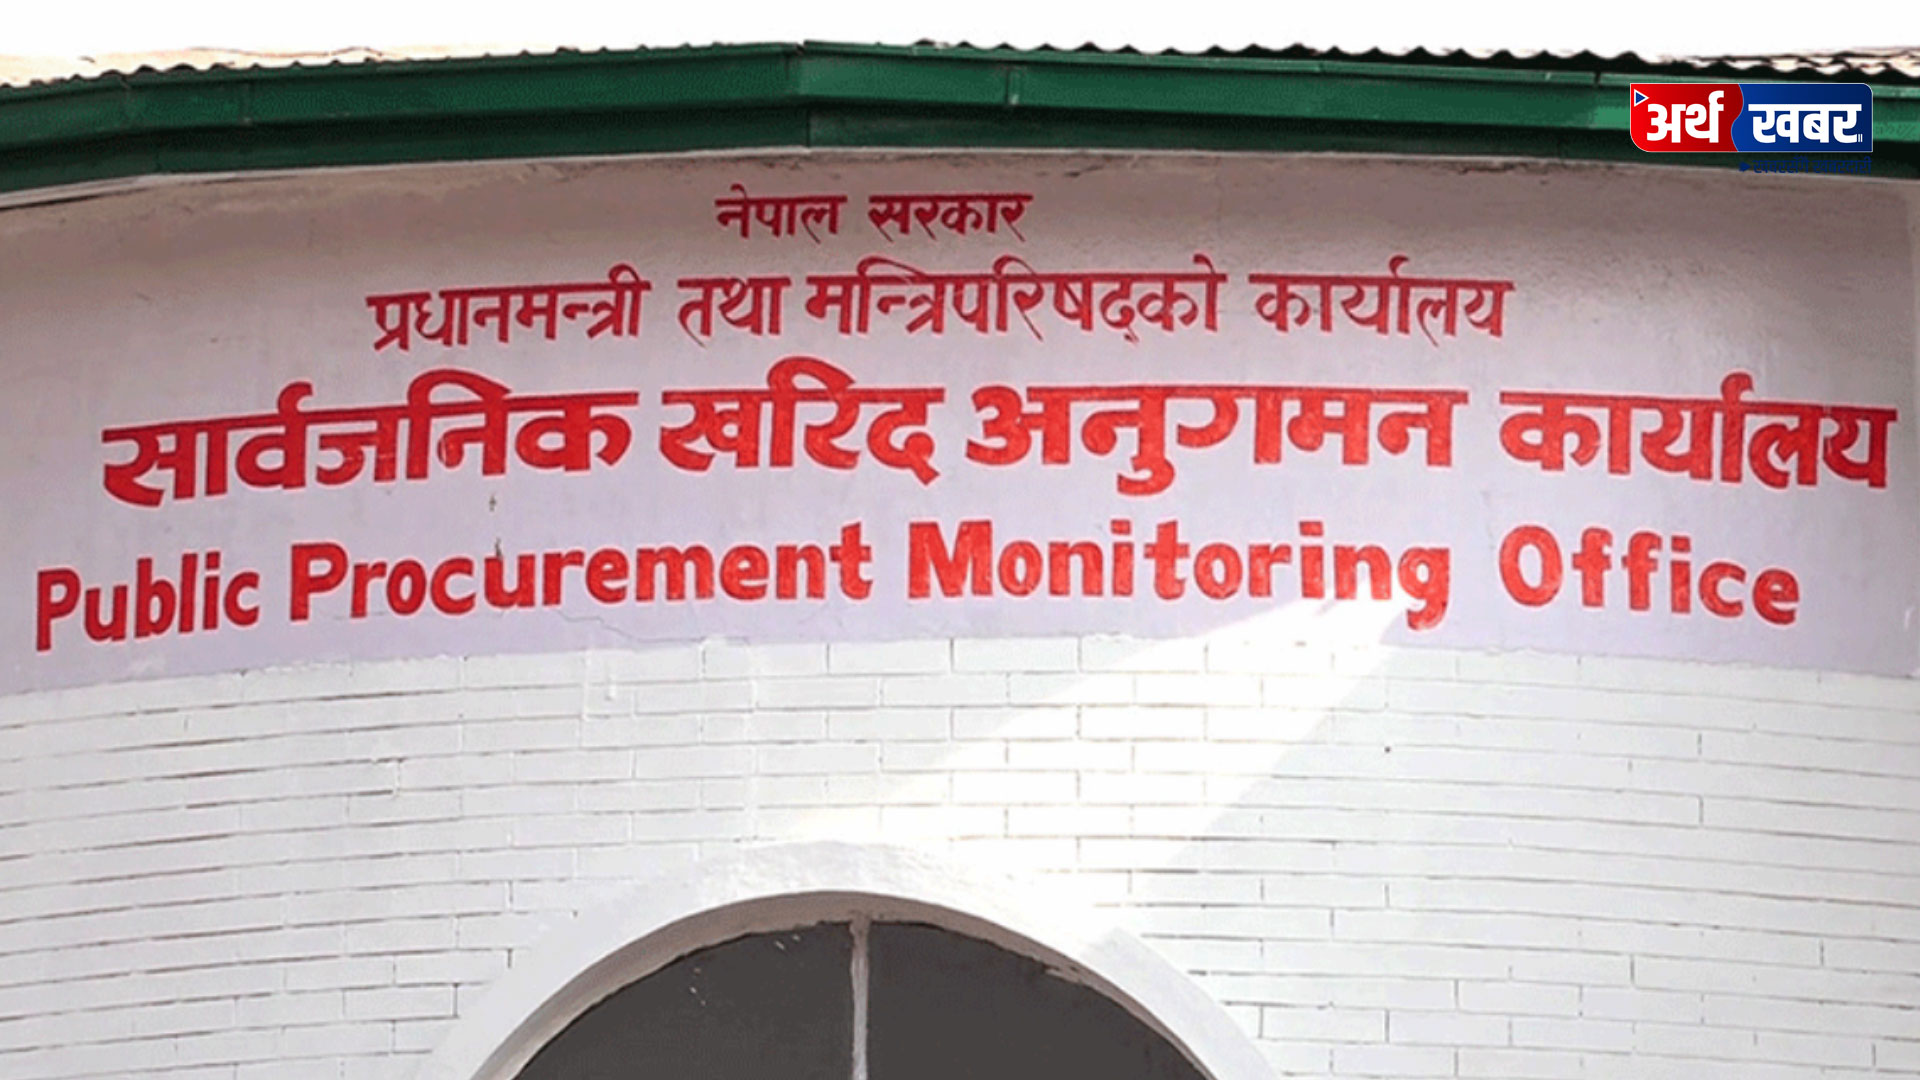 अर्थ खबर
नेपाल सरकार
प्रधानमन्त्री तथा मन्त्रिपरिषद्को कार्यालय
सार्वजनिक खरिद अनुगमन कार्यालय
Public Procurement Monitoring Office